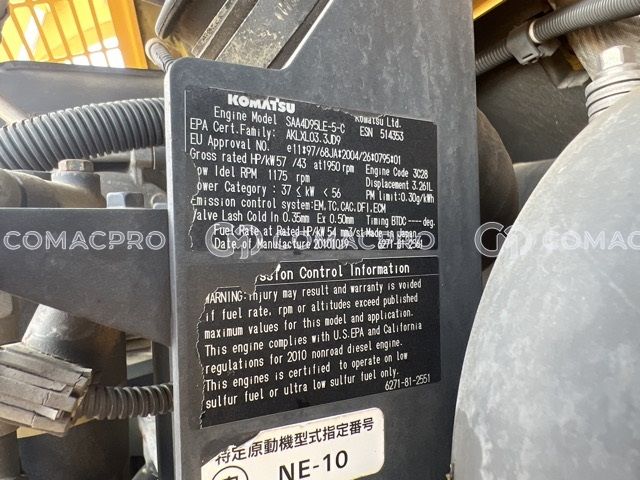 KOMATSU
Komatsu Ltd.
Engine Model SAA4D95LE-5-C ESN 514353
EPA Cert.Family: AKLXL03.3JD9
EU Approval NO. e11*97/68JA*2004/26*0795*01
Gross rated HP/kW 57 /43 at1950 rpm Engine Code 3C28
ow Idel RPM 1175 rpm Displacement 3.261L
ower Category: 37 < kW < 56 PM limit:0.30g/kWh
mission control system:EM,TC,CAC,DFI,ECM
Valve Lash Cold In 0.35mm Ex 0.50mm Timing BTDC ----deg.
Fuel Rate at Rated HP/kW 54 mm3/st Made in Japan
Date of Manufacture 20101019 6271-81-2561
COMACPRO COMACPRO COMACPRO
ssion Control Information
WARNING: njury may result and warranty is voided
if fuel rate, rpm or altitudes exceed published
maximum values for this model and application.
This engine complies with U.S.EPA and California
regulations for 2010 nonroad diesel engine.
This engines is certified to operate on low
sulfur fuel or ultra low sulfur fuel only.
6271-81-2551
特定原動機型式指定番号
NE-10